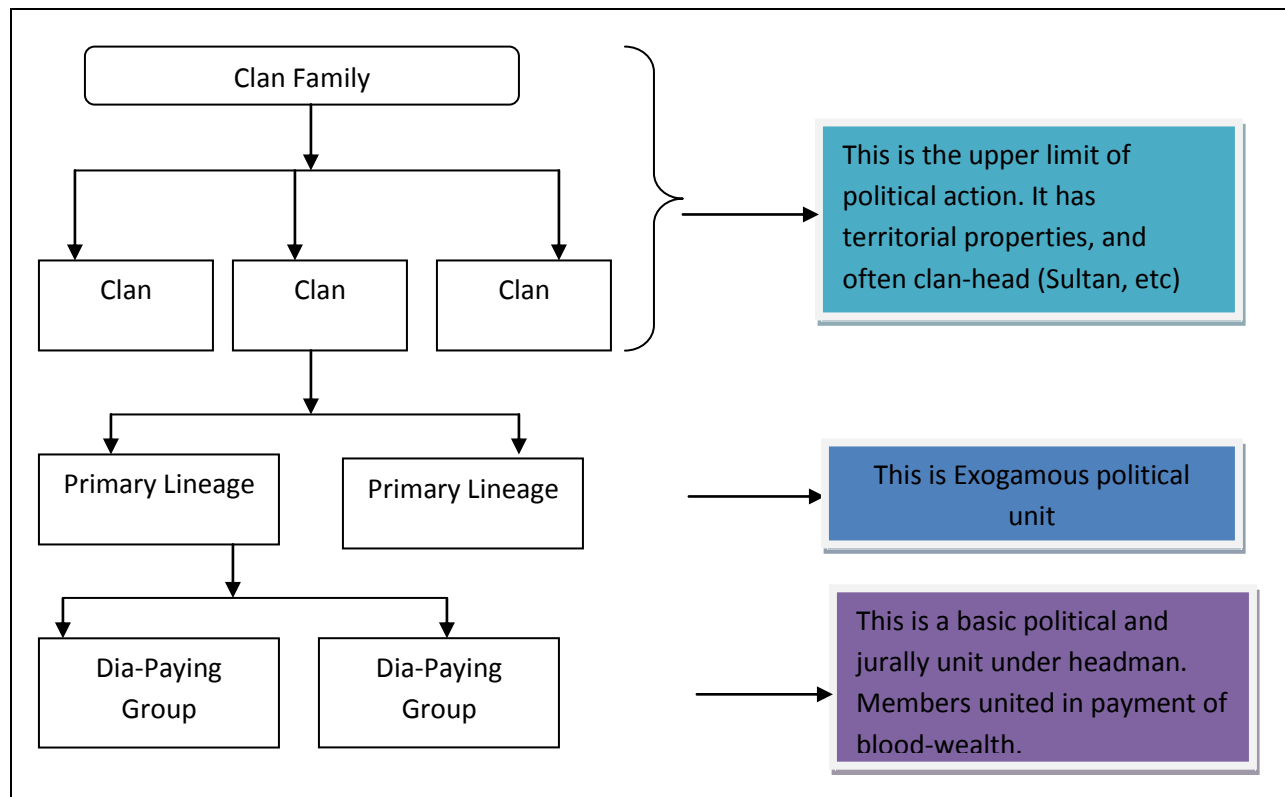 Clan Family
This is the upper limit of
political action. It has
territorial properties, and
often clan-head (Sultan, etc)
Clan
Clan
Clan
Primary Lineage
Primary Lineage
This is Exogamous political
unit
Dia-Paying
Group
Dia-Paying
Group
This is a basic political and
jurally unit under headman.
Members united in payment of
blood-wealth.